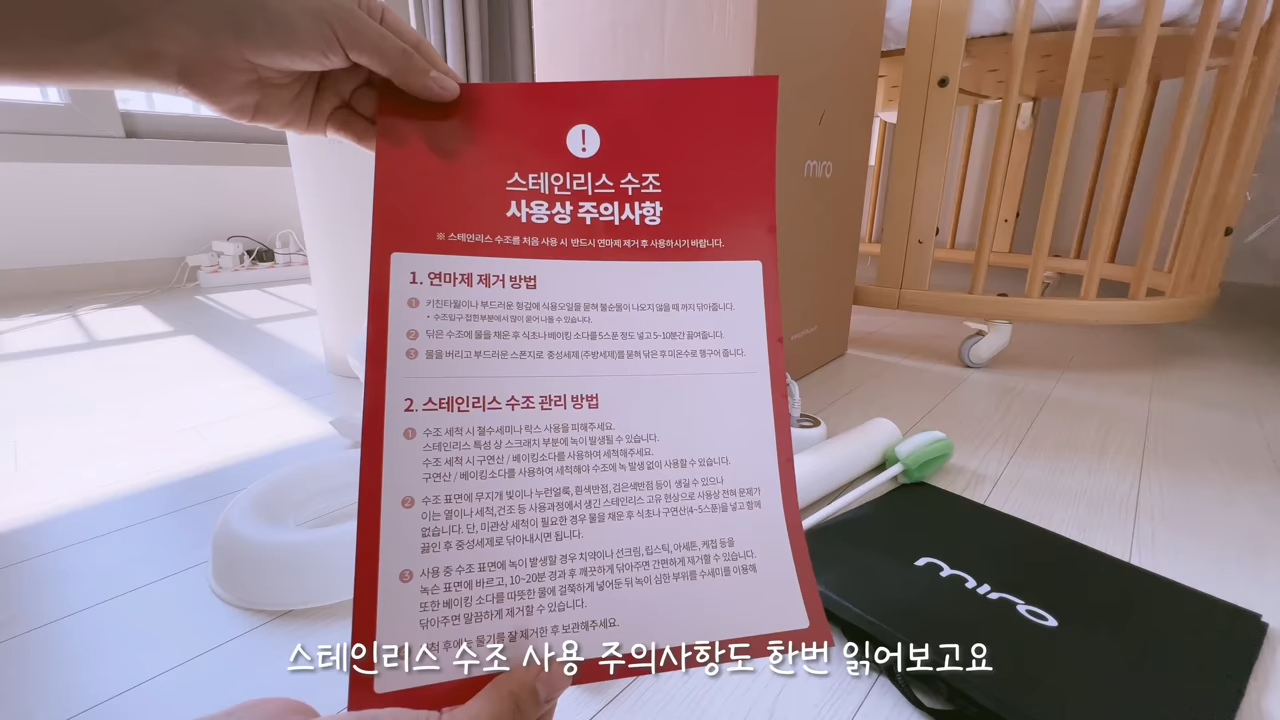 스테인리스 수조
사용상 주의사항
※ 스테인리스 수조를 처음 사용 시 반드시 연마제 제거 후 사용하시기 바랍니다.
1. 연마제 제거 방법
1 키친타월이나 부드러운 헝겊에 식용오일을 묻혀 불순물이 나오지 않을 때 까지 닦아줍니다.
• 수조입구 접힌부분에서 많이 묻어 나올 수 있습니다.
2 닦은 수조에 물을 채운 후 식초나 베이킹 소다를 5스푼 정도 넣고 5~10분간 끓여줍니다.
3 물을 버리고 부드러운 스폰지로 중성세제 (주방세제)를 묻혀 닦은 후 미온수로 헹구어 줍니다.
2. 스테인리스 수조 관리 방법
1 수조 세척 시 철수세미나 락스 사용을 피해주세요.
스테인리스 특성 상 스크래치 부분에 녹이 발생될 수 있습니다.
수조 세척 시 구연산 / 베이킹소다를 사용하여 세척해주세요.
구연산 / 베이킹소다를 사용하여 세척해야 수조에 녹 발생 없이 사용할 수 있습니다.
2 수조 표면에 무지개 빛이나 누런얼룩, 흰색반점, 검은색반점 등이 생길 수 있으나
이는 열이나 세척,건조 등 사용과정에서 생긴 스테인리스 고유 현상으로 사용상 전혀 문제가
없습니다. 단, 미관상 세척이 필요한 경우 물을 채운 후 식초나 구연산(4~5스푼)을 넣고 함께
끓인 후 중성세제로 닦아내시면 됩니다.
3 사용 중 수조 표면에 녹이 발생할 경우 치약이나 선크림, 립스틱, 아세톤, 케첩 등을
녹슨 표면에 바르고, 10~20분 경과 후 깨끗하게 닦아주면 간편하게 제거할 수 있습니다.
또한 베이킹 소다를 따뜻한 물에 걸쭉하게 넣어둔 뒤 녹이 심한 부위를 수세미를 이용해
닦아주면 말끔하게 제거할 수 있습니다.
척 후에는 물기를 잘 제거한 후 보관해주세요.
miro
miro
스테인리스 수조 사용 주의사항도 한번 읽어보고요